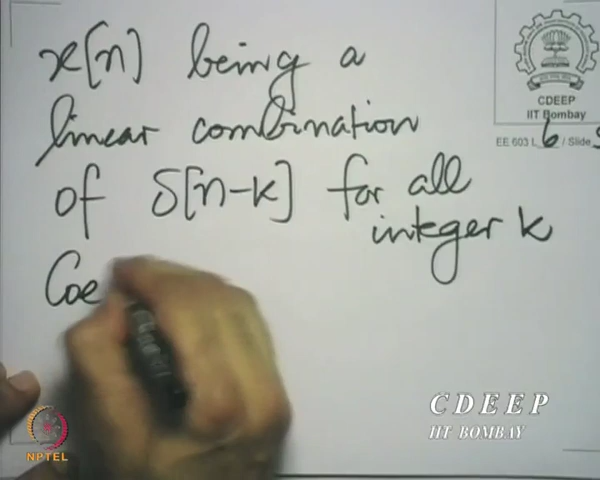 x[n] being a
linear combination
of δ[n-k] for all
integer k
Coe
CDEEP
IIT Bombay
EE 603 L 6 / Slide
CDEEP
IIT BOMBAY
NPTEL